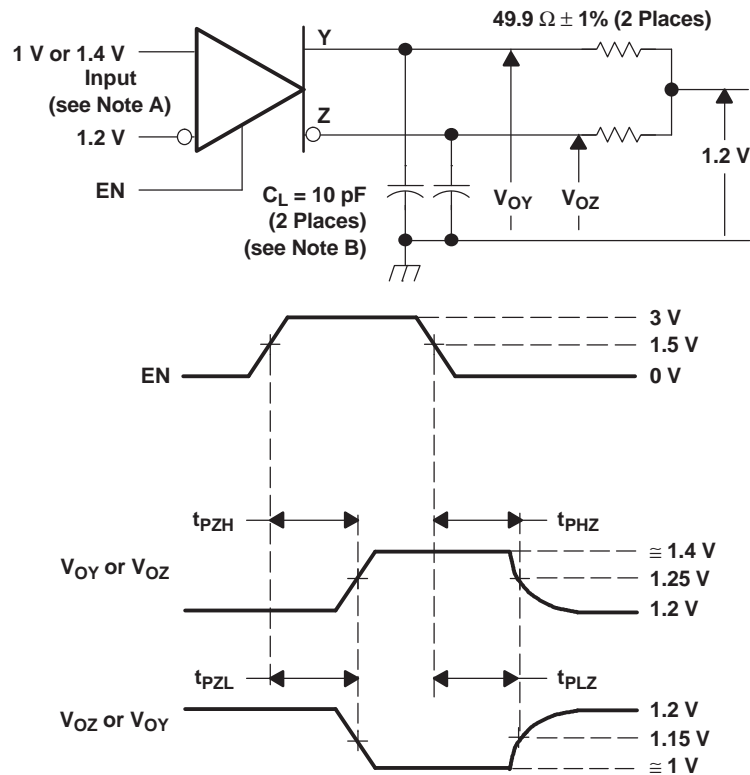 49.9 Ω ± 1% (2 Places)
Y
1 V or 1.4 V
Input
(see Note A)
Z
1.2 V
1.2 V
EN
C_L = 10 pF
(2 Places)
(see Note B)
V_OY
V_OZ
3 V
1.5 V
EN
0 V
t_PZH
t_PHZ
≅ 1.4 V
V_OY or V_OZ
1.25 V
1.2 V
t_PZL
t_PLZ
1.2 V
V_OZ or V_OY
1.15 V
≅ 1 V